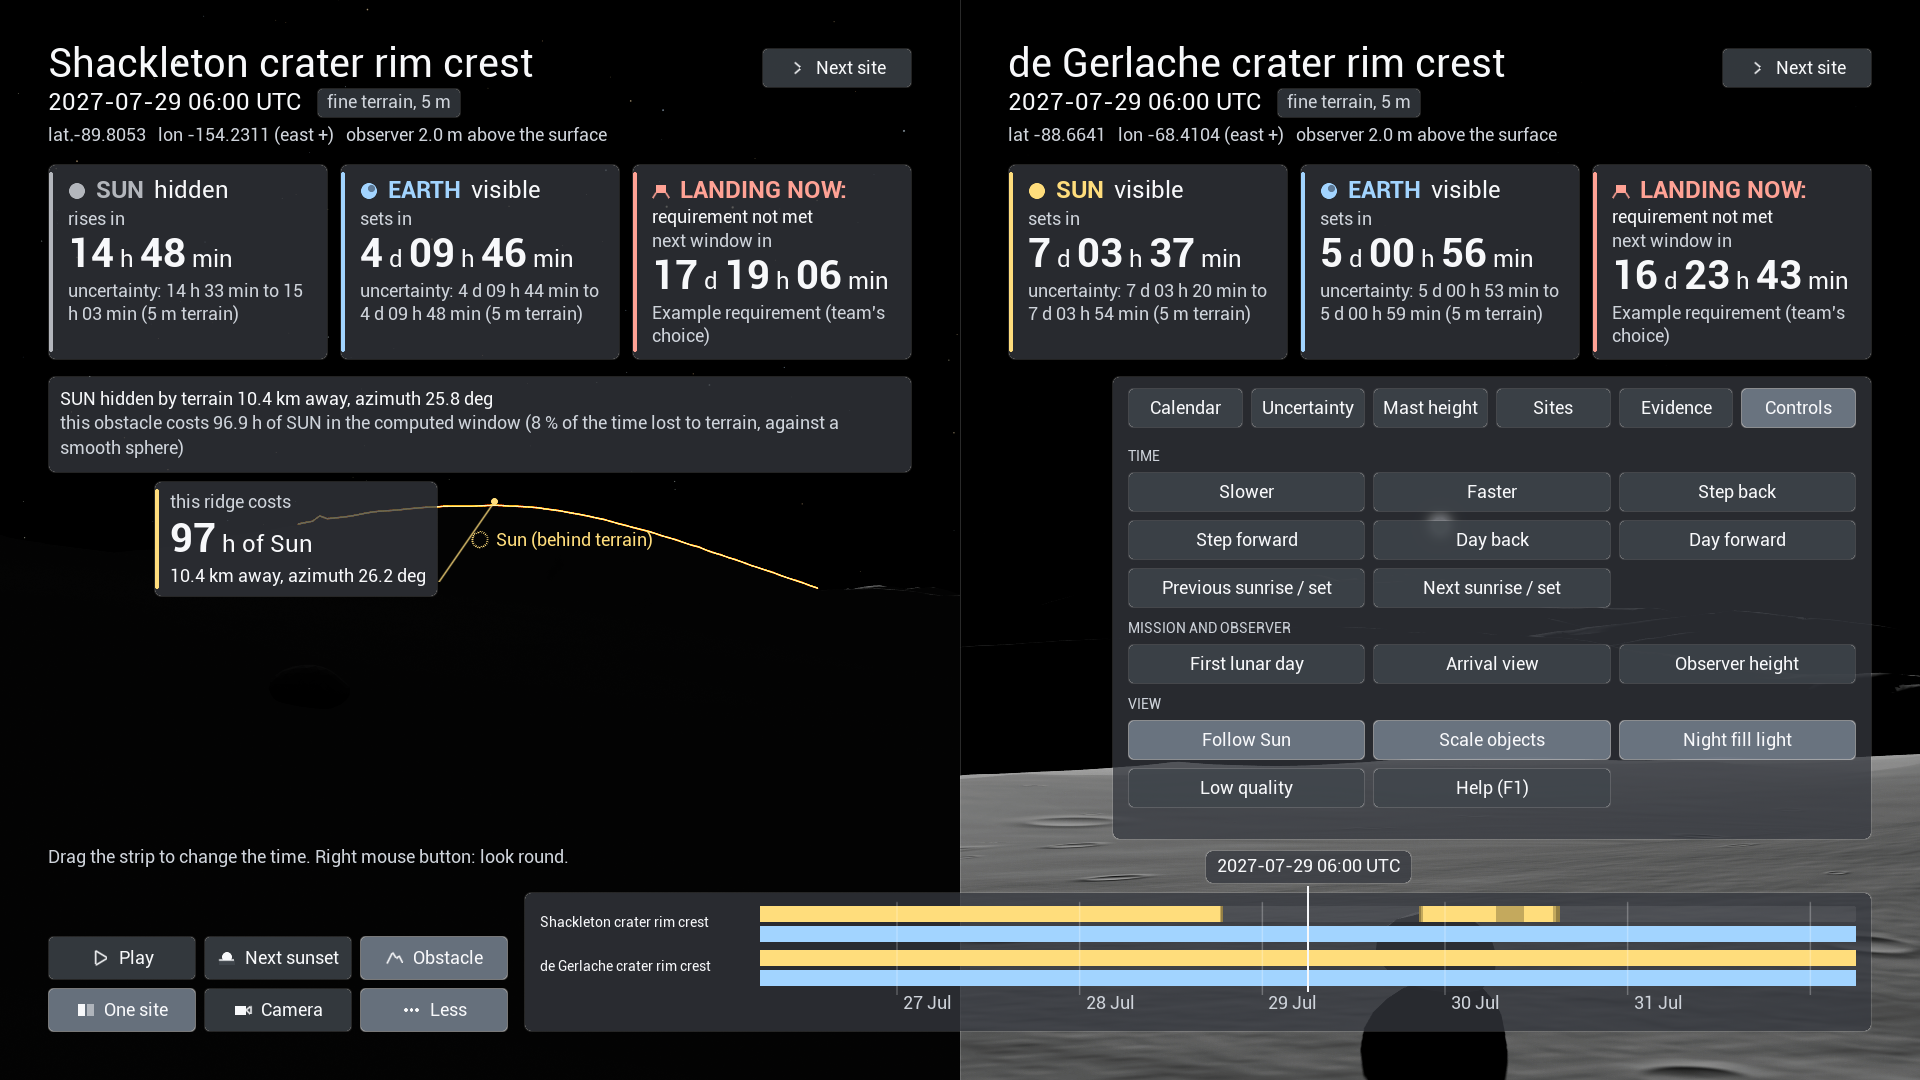 Shackleton crater rim crest
Next site
2027-07-29 06:00 UTC
fine terrain, 5 m
lat -89.8053 lon -154.2311 (east +) observer 2.0 m above the surface
SUN hidden
rises in
14 h 48 min
uncertainty: 14 h 33 min to 15
h 03 min (5 m terrain)
EARTH visible
sets in
4 d 09 h 46 min
uncertainty: 4 d 09 h 44 min to
4 d 09 h 48 min (5 m terrain)
LANDING NOW:
requirement not met
next window in
17 d 19 h 06 min
Example requirement (team's
choice)
SUN hidden by terrain 10.4 km away, azimuth 25.8 deg
this obstacle costs 96.9 h of SUN in the computed window (8 % of the time lost to terrain, against a
smooth sphere)
this ridge costs
97 h of Sun
10.4 km away, azimuth 26.2 deg
Sun (behind terrain)
de Gerlache crater rim crest
Next site
2027-07-29 06:00 UTC
fine terrain, 5 m
lat -88.6641 lon -68.4104 (east +) observer 2.0 m above the surface
SUN visible
sets in
7 d 03 h 37 min
uncertainty: 7 d 03 h 20 min to
7 d 03 h 54 min (5 m terrain)
EARTH visible
sets in
5 d 00 h 56 min
uncertainty: 5 d 00 h 53 min to
5 d 00 h 59 min (5 m terrain)
LANDING NOW:
requirement not met
next window in
16 d 23 h 43 min
Example requirement (team's
choice)
Calendar
Uncertainty
Mast height
Sites
Evidence
Controls
TIME
Slower
Faster
Step back
Step forward
Day back
Day forward
Previous sunrise / set
Next sunrise / set
MISSION AND OBSERVER
First lunar day
Arrival view
Observer height
VIEW
Follow Sun
Scale objects
Night fill light
Low quality
Help (F1)
Drag the strip to change the time. Right mouse button: look round.
Play
Next sunset
Obstacle
One site
Camera
Less
2027-07-29 06:00 UTC
Shackleton crater rim crest
de Gerlache crater rim crest
27 Jul
28 Jul
29 Jul
30 Jul
31 Jul